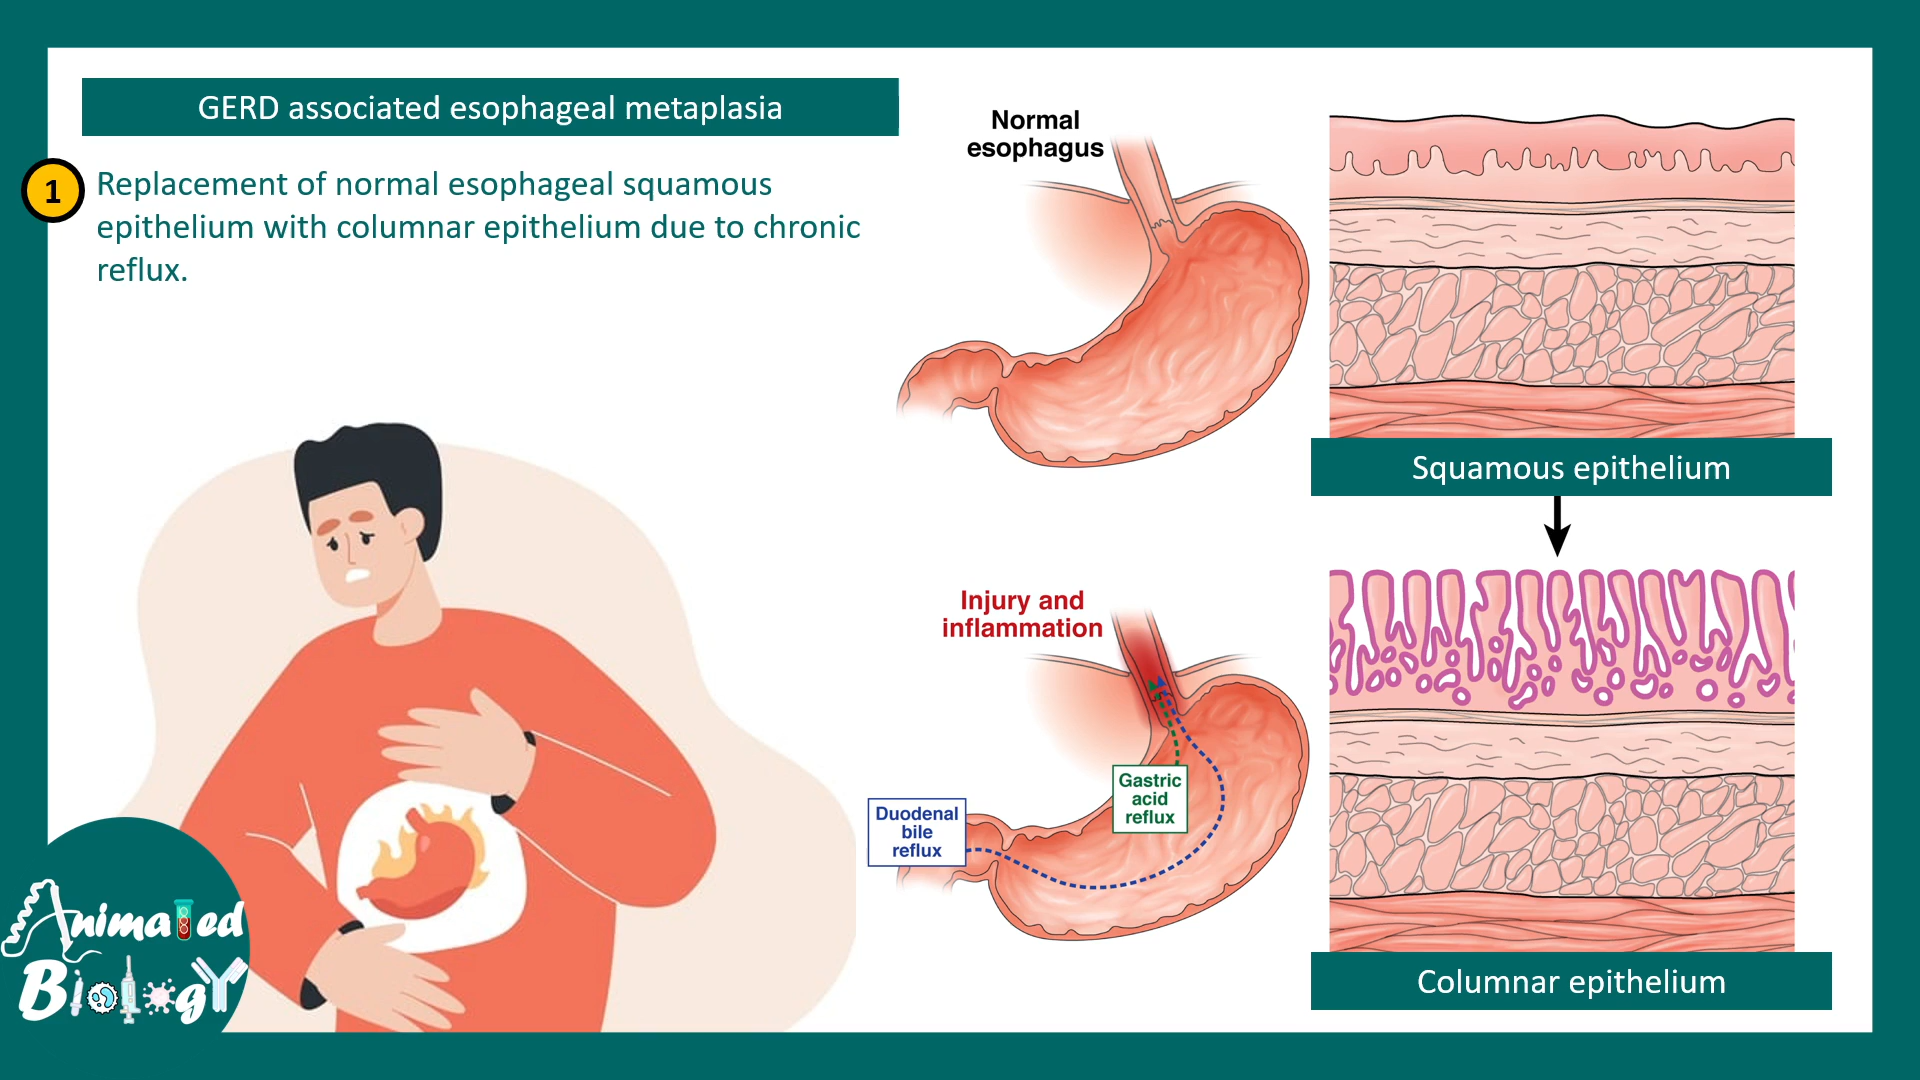 GERD associated esophageal metaplasia
1
Replacement of normal esophageal squamous
epithelium with columnar epithelium due to chronic
reflux.
Normal
esophagus
Squamous epithelium
Injury and
inflammation
Gastric
acid
reflux
Duodenal
bile
reflux
Columnar epithelium
Animated
Biology